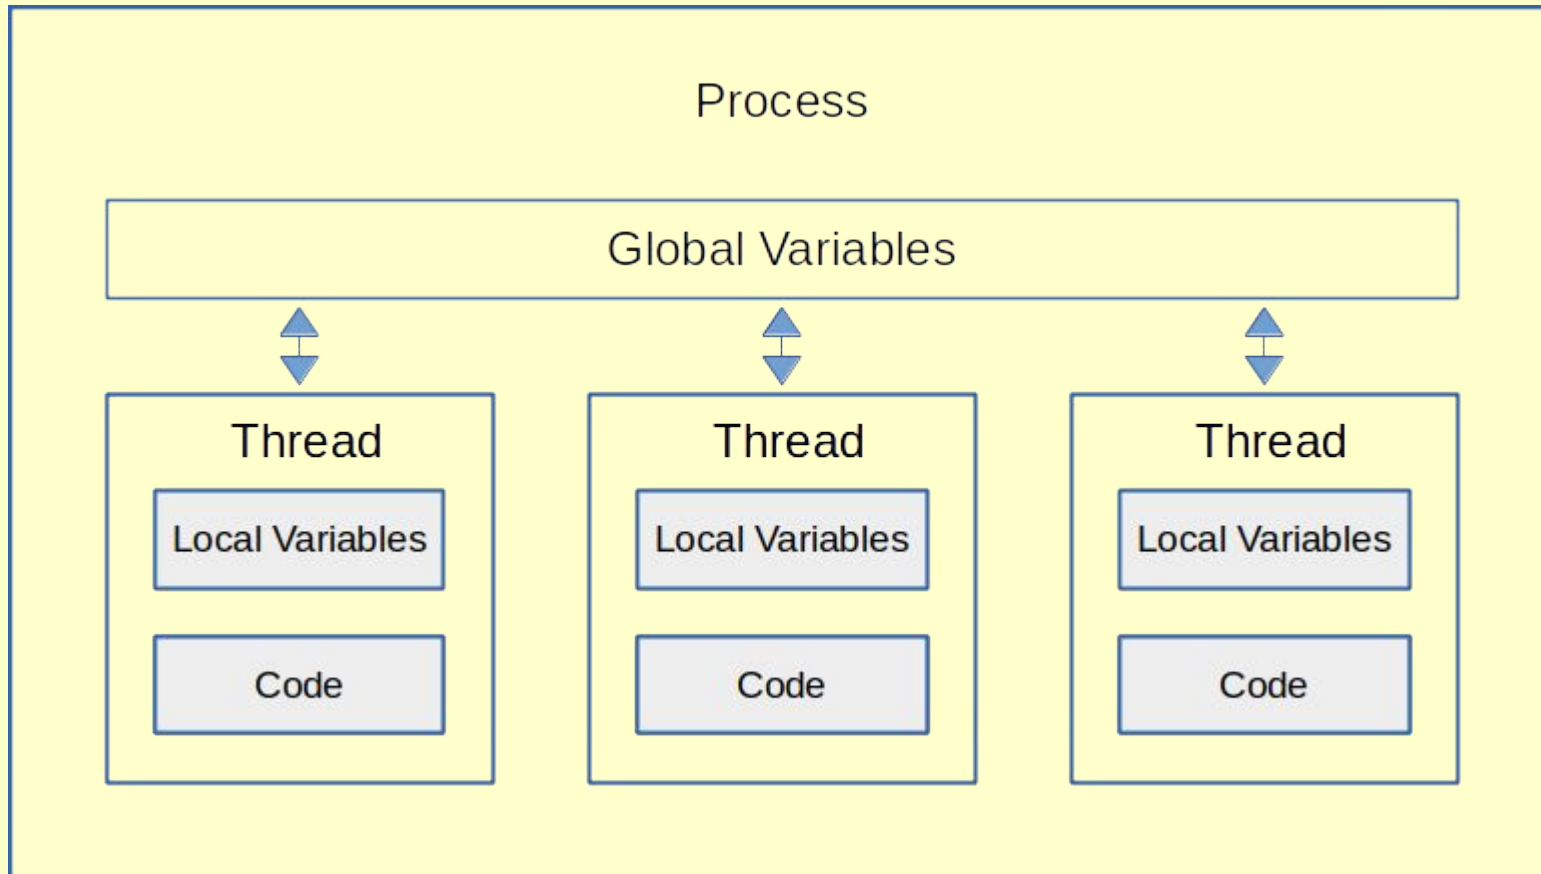 Process
Global Variables
Thread
Local Variables
Code
Thread
Local Variables
Code
Thread
Local Variables
Code